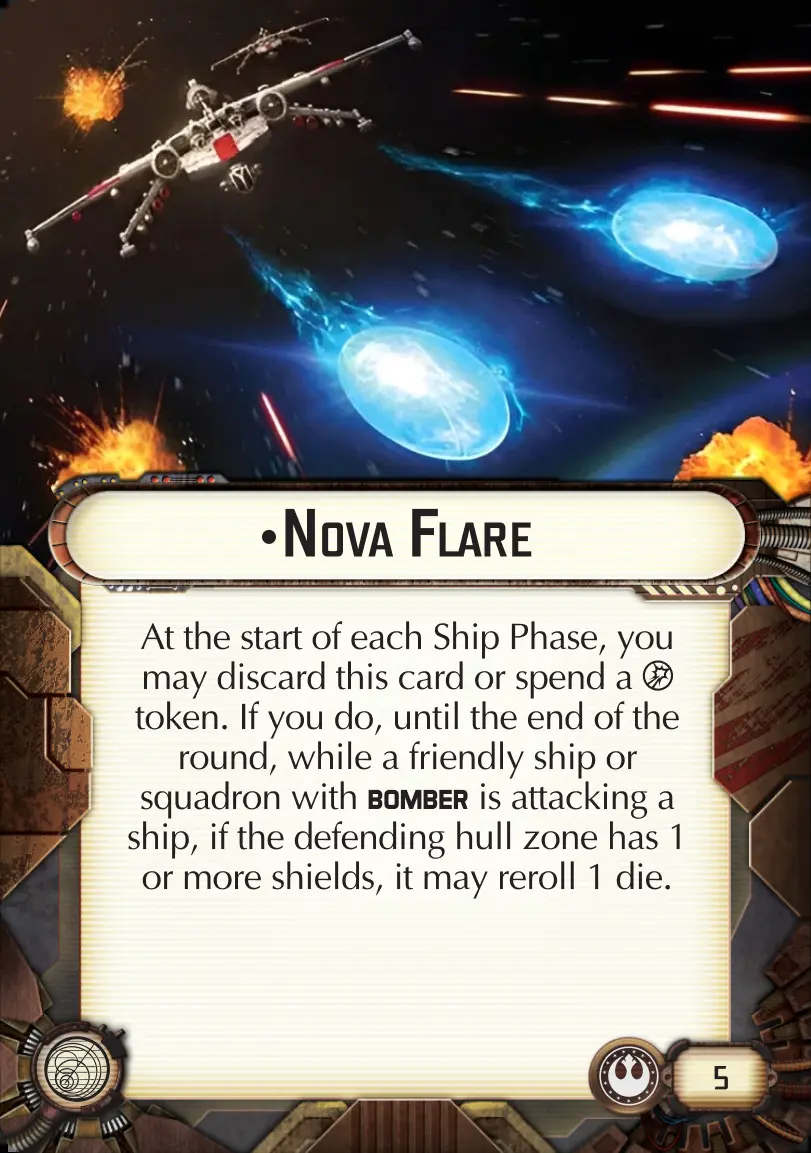 •Nova Flare
At the start of each Ship Phase, you
may discard this card or spend a
token. If you do, until the end of the
round, while a friendly ship or
squadron with BOMBER is attacking a
ship, if the defending hull zone has 1
or more shields, it may reroll 1 die.
5